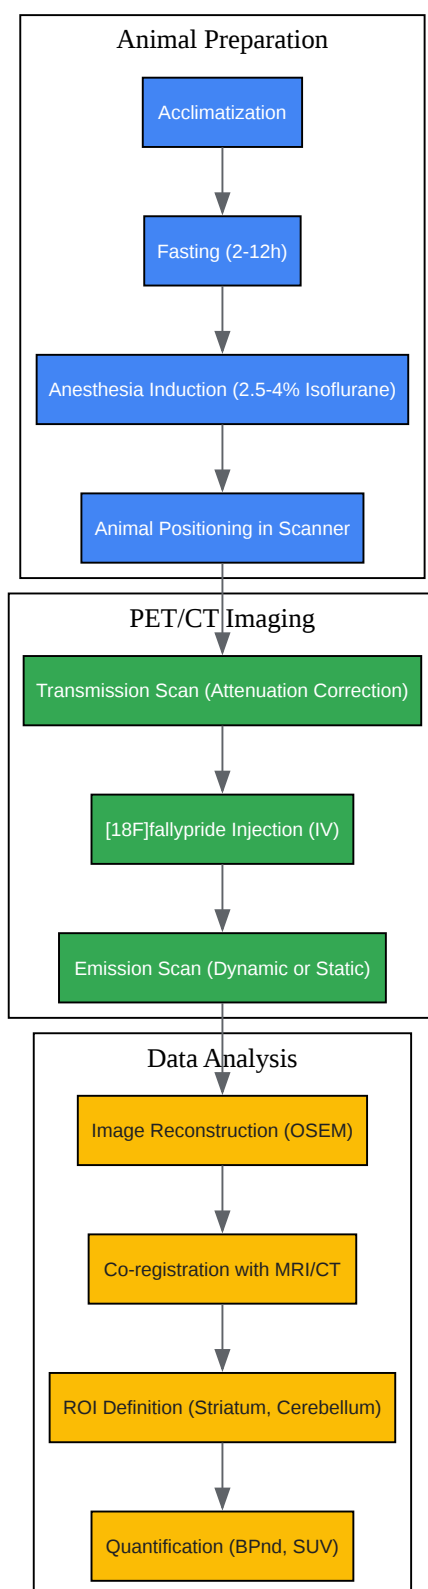 Animal Preparation
Acclimatization
Fasting (2-12h)
Anesthesia Induction (2.5-4% Isoflurane)
Animal Positioning in Scanner
PET/CT Imaging
Transmission Scan (Attenuation Correction)
[18F]fallypride Injection (IV)
Emission Scan (Dynamic or Static)
Data Analysis
Image Reconstruction (OSEM)
Co-registration with MRI/CT
ROI Definition (Striatum, Cerebellum)
Quantification (BPnd, SUV)